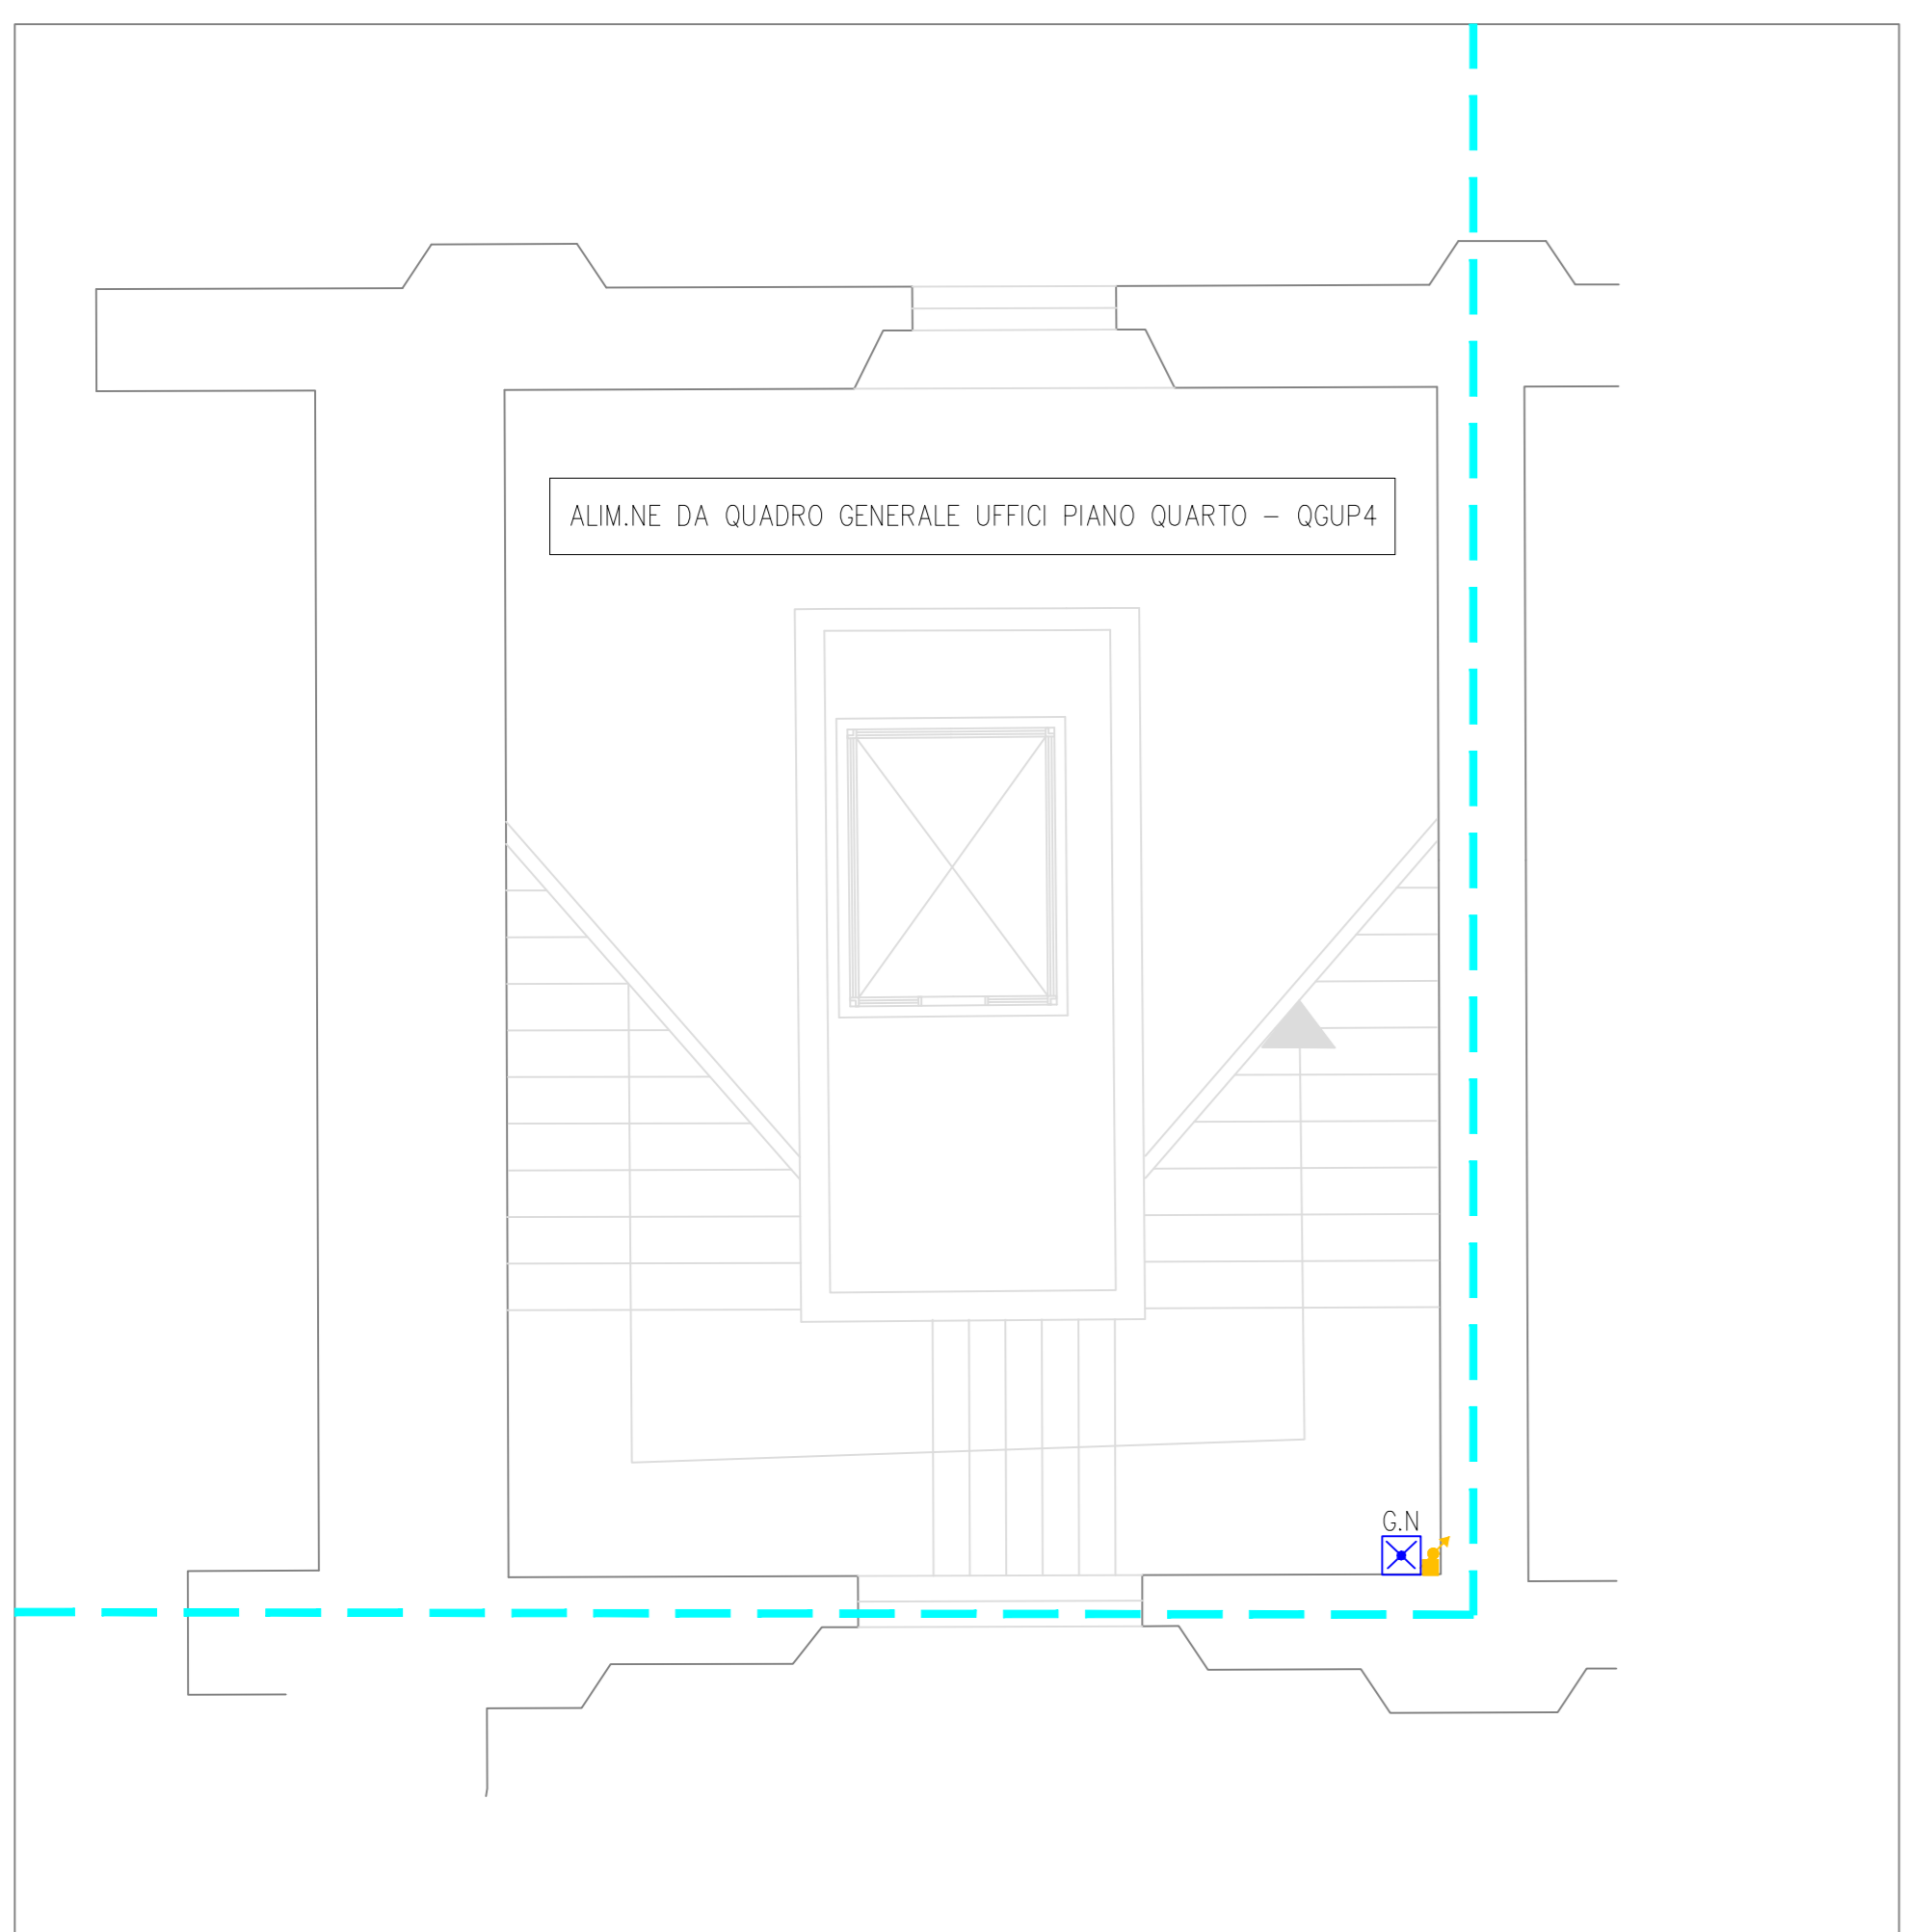 ALIM.NE DA QUADRO GENERALE UFFICI PIANO QUARTO – QGUP4
G.N